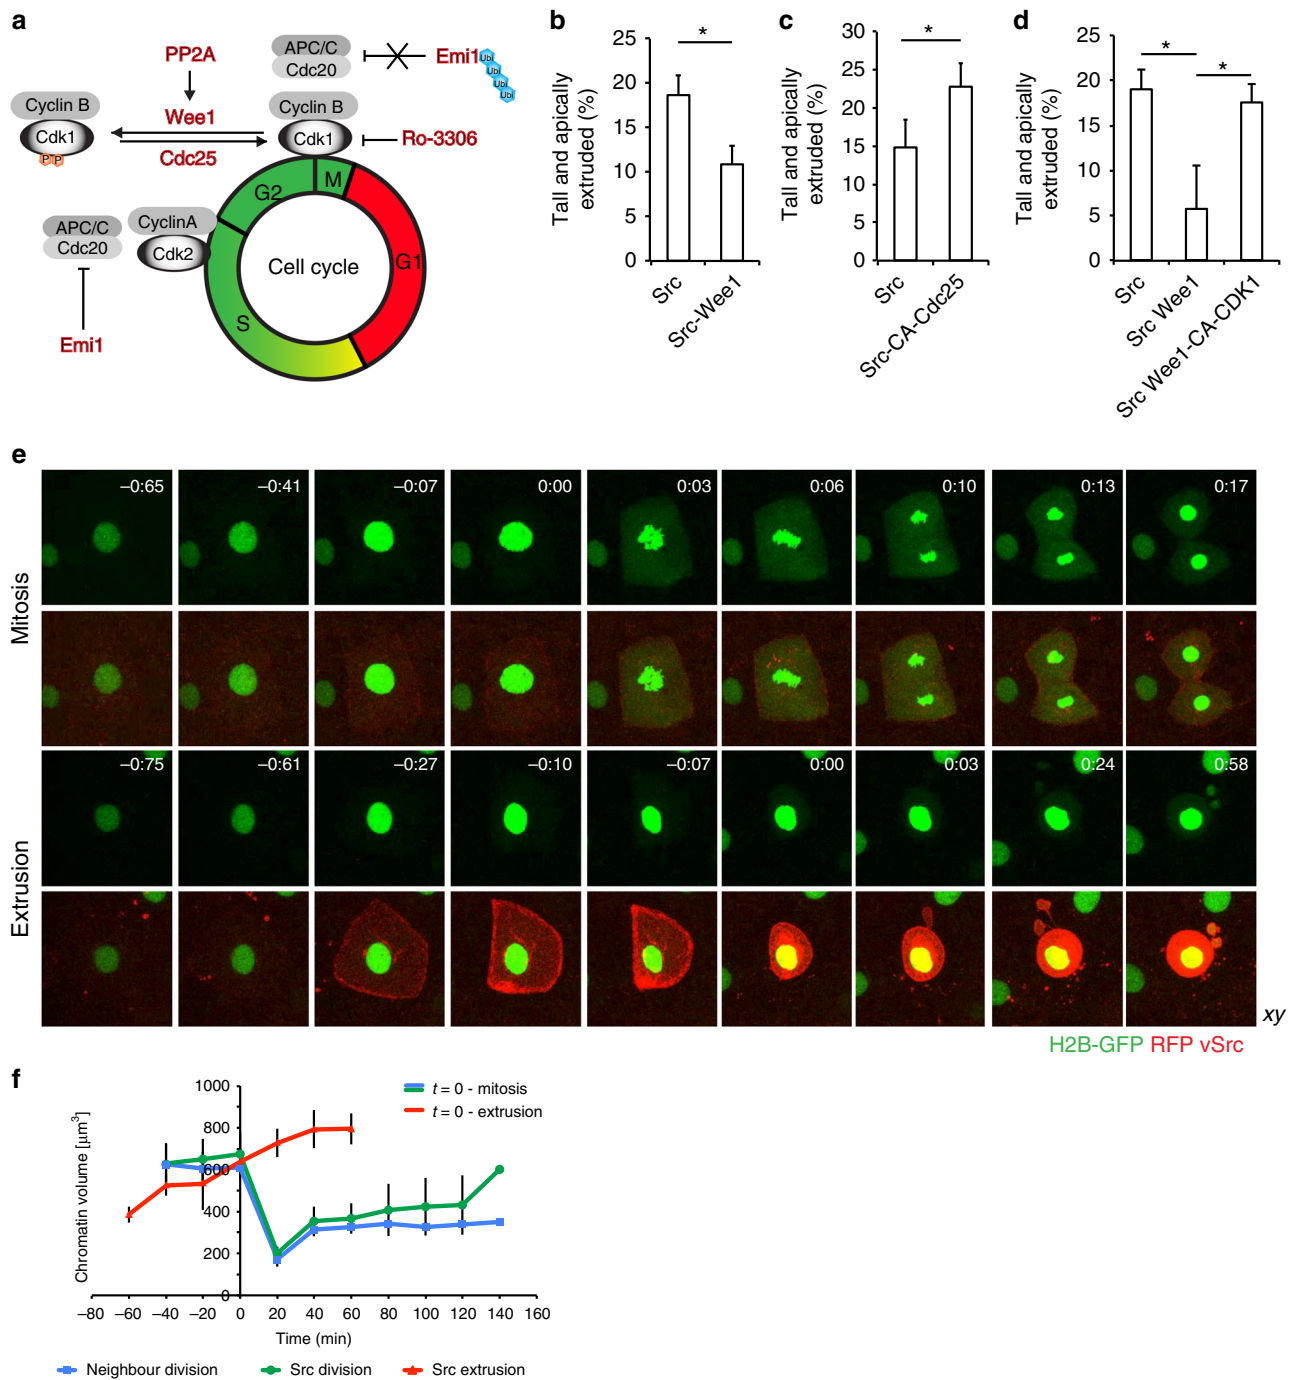 a
PP2A
Wee1
Cdc25
Cyclin B
Cdk1
P P
APC/C
Cdc20
Cyclin B
Cdk1
Emi1
Ubi
Ubi
Ubi
Ubi
Ro-3306
APC/C
Cdc20
Emi1
CyclinA
Cdk2
G2
M
G1
S
Cell cycle
b
Tall and apically
extruded (%)
25
20
15
10
5
0
*
Src
Src-Wee1
c
Tall and apically
extruded (%)
30
25
20
15
10
5
0
*
Src
Src-CA-Cdc25
d
Tall and apically
extruded (%)
25
20
15
10
5
0
*
*
Src
Src Wee1
Src Wee1-CA-CDK1
e
Mitosis
–0:65
–0:41
–0:07
0:00
0:03
0:06
0:10
0:13
0:17
Extrusion
–0:75
–0:61
–0:27
–0:10
–0:07
0:00
0:03
0:24
0:58
xy
H2B-GFP RFP vSrc
f
Chromatin volume [µm³]
1000
800
600
400
200
0
–80 –60 –40 –20 0 20 40 60 80 100 120 140 160
Time (min)
t = 0 - mitosis
t = 0 - extrusion
Neighbour division
Src division
Src extrusion